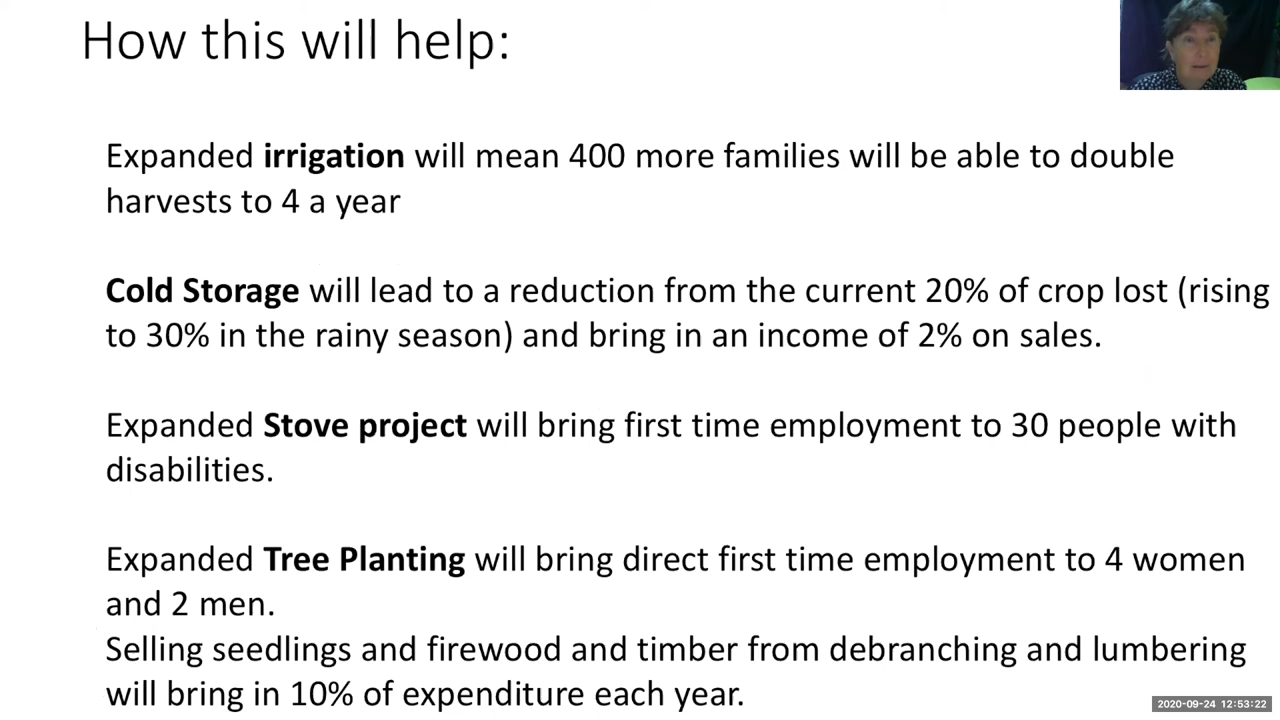 How this will help:
Expanded irrigation will mean 400 more families will be able to double
harvests to 4 a year
Cold Storage will lead to a reduction from the current 20% of crop lost (rising
to 30% in the rainy season) and bring in an income of 2% on sales.
Expanded Stove project will bring first time employment to 30 people with
disabilities.
Expanded Tree Planting will bring direct first time employment to 4 women
and 2 men.
Selling seedlings and firewood and timber from debranching and lumbering
will bring in 10% of expenditure each year.
2020-09-24 12:53:22